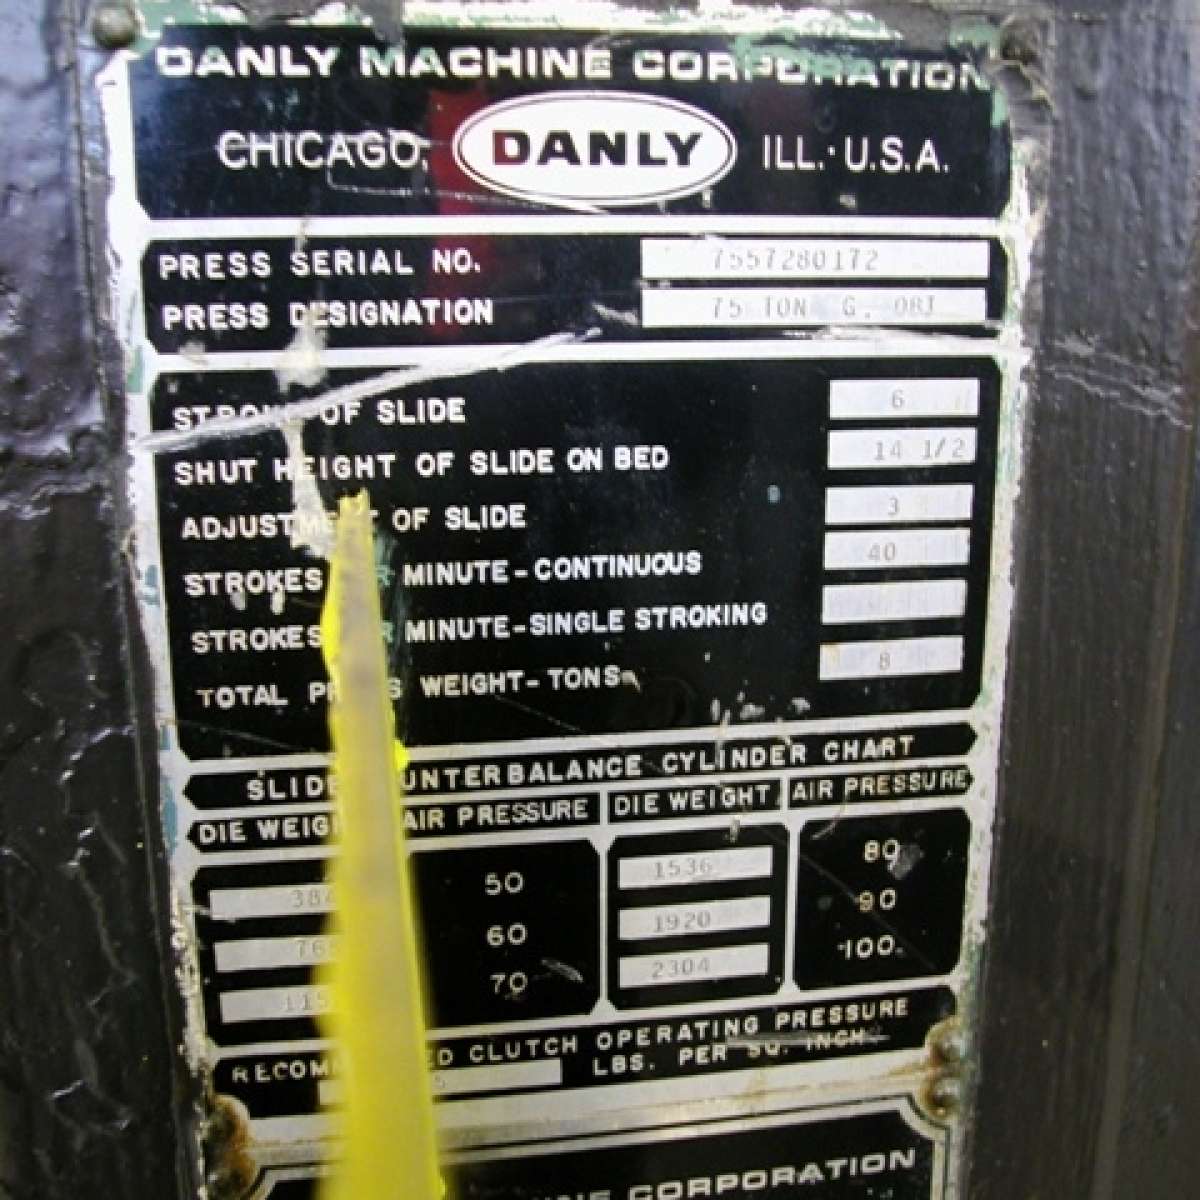 DANLY MACHINE CORPORATION
CHICAGO, DANLY ILL. U.S.A.
PRESS SERIAL NO. 7557280172
PRESS DESIGNATION 75 TON G. OBI
STROKE OF SLIDE 6
SHUT HEIGHT OF SLIDE ON BED 14 1/2
ADJUSTMENT OF SLIDE 3
STROKES MINUTE-CONTINUOUS 40
STROKES MINUTE-SINGLE STROKING
TOTAL WEIGHT-TONS 8
SLIDE COUNTERBALANCE CYLINDER CHART
DIE WEIGHT AIR PRESSURE DIE WEIGHT AIR PRESSURE
50 1536 80
60 1920 90
70 2304 100
CLUTCH OPERATING PRESSURE
LBS. PER SQ. INCH
CORPORATION